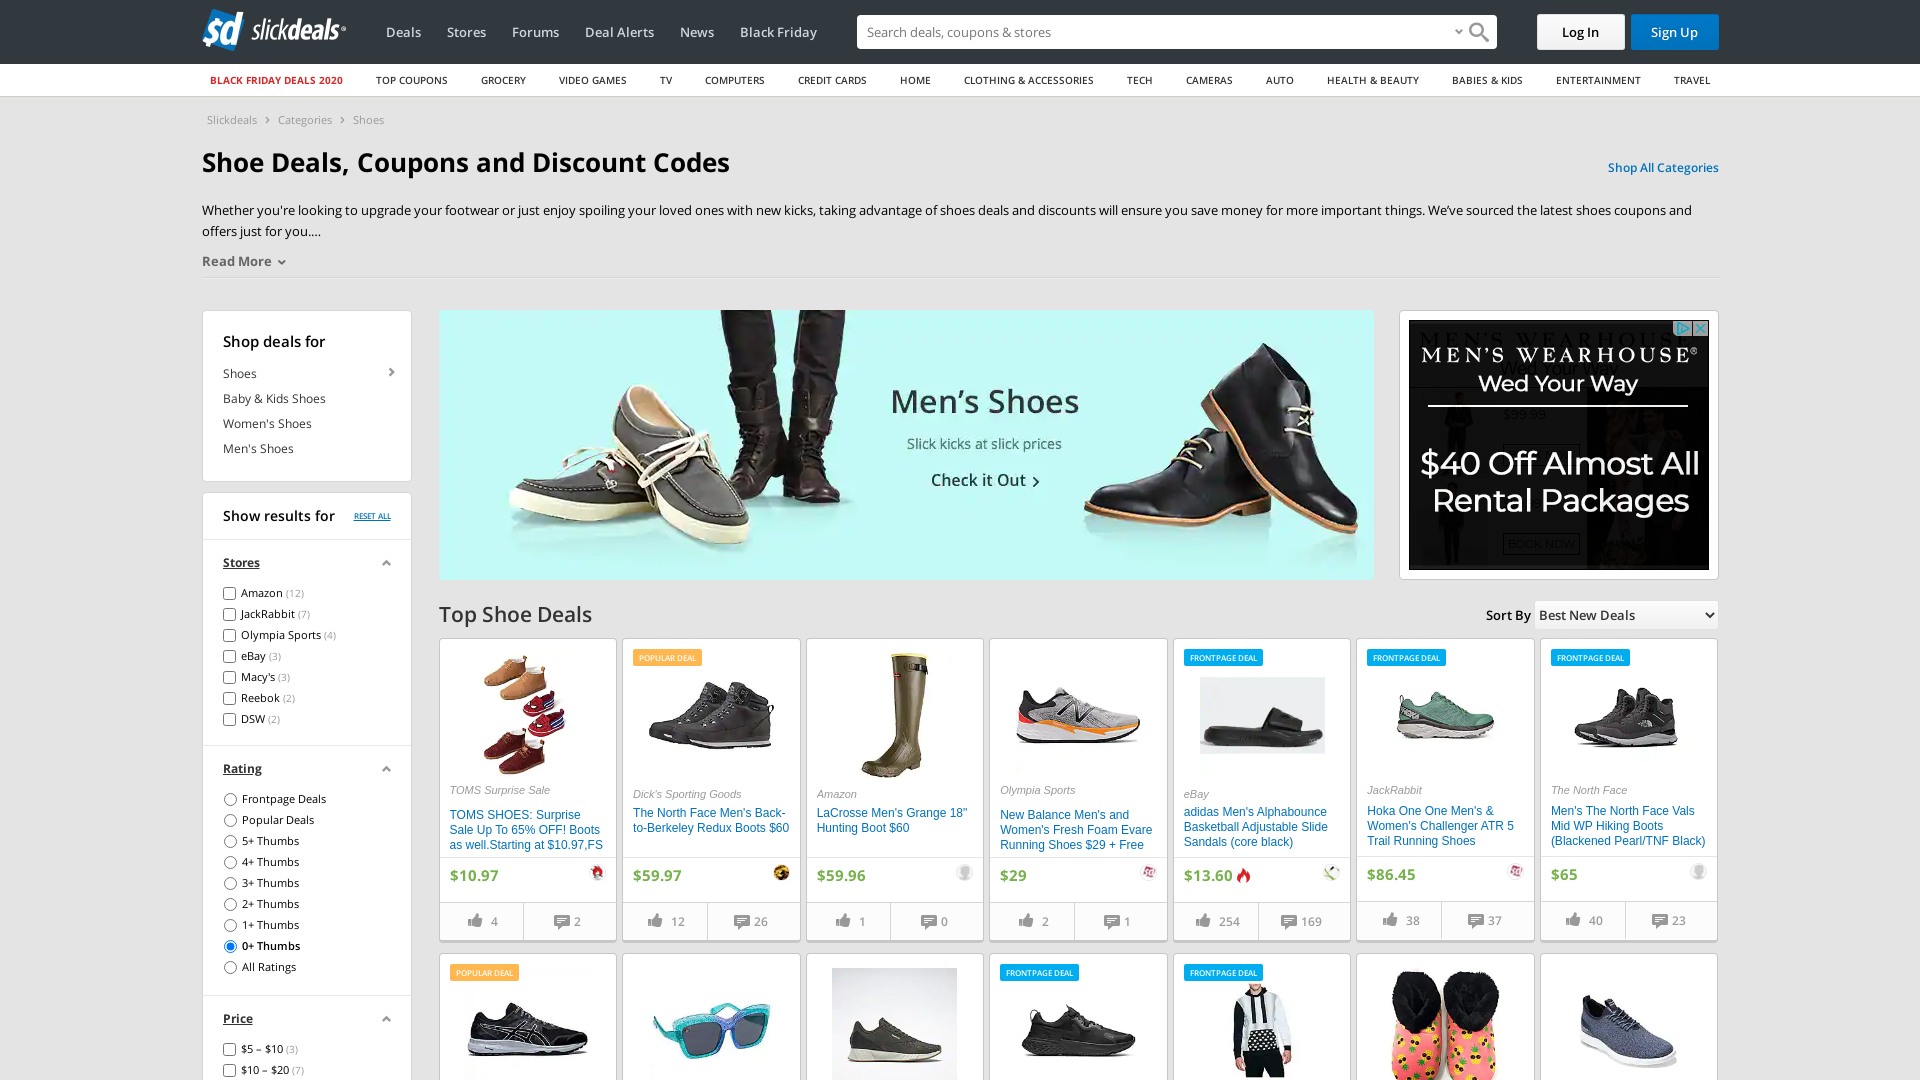 slickdeals
Deals
Stores
Forums
Deal Alerts
News
Black Friday
Search deals, coupons & stores
Log In
Sign Up
BLACK FRIDAY DEALS 2020
TOP COUPONS
GROCERY
VIDEO GAMES
TV
COMPUTERS
CREDIT CARDS
HOME
CLOTHING & ACCESSORIES
TECH
CAMERAS
AUTO
HEALTH & BEAUTY
BABIES & KIDS
ENTERTAINMENT
TRAVEL
Slickdeals
Categories
Shoes
Shoe Deals, Coupons and Discount Codes
Shop All Categories
Whether you're looking to upgrade your footwear or just enjoy spoiling your loved ones with new kicks, taking advantage of shoes deals and discounts will ensure you save money for more important things. We’ve sourced the latest shoes coupons and
offers just for you....
Read More
Shop deals for
Shoes
Baby & Kids Shoes
Women's Shoes
Men's Shoes
Show results for
RESET ALL
Stores
Amazon (12)
JackRabbit (7)
Olympia Sports (4)
eBay (3)
Macy's (3)
Reebok (2)
DSW (2)
Rating
Frontpage Deals
Popular Deals
5+ Thumbs
4+ Thumbs
3+ Thumbs
2+ Thumbs
1+ Thumbs
0+ Thumbs
All Ratings
Price
$5 – $10 (3)
$10 – $20 (7)
Men’s Shoes
Slick kicks at slick prices
Check it Out
MEN'S WEARHOUSE®
Wed Your Way
$40 Off Almost All
Rental Packages
BOOK NOW
Top Shoe Deals
Sort By
Best New Deals
TOMS Surprise Sale
TOMS SHOES: Surprise
Sale Up To 65% OFF! Boots
as well.Starting at $10.97,FS
$10.97
4
2
POPULAR DEAL
Dick's Sporting Goods
The North Face Men's Back-
to-Berkeley Redux Boots $60
$59.97
12
26
Amazon
LaCrosse Men's Grange 18"
Hunting Boot $60
$59.96
1
0
Olympia Sports
New Balance Men's and
Women's Fresh Foam Evare
Running Shoes $29 + Free
$29
2
1
FRONTPAGE DEAL
eBay
adidas Men's Alphabounce
Basketball Adjustable Slide
Sandals (core black)
$13.60
254
169
FRONTPAGE DEAL
JackRabbit
Hoka One One Men's &
Women's Challenger ATR 5
Trail Running Shoes
$86.45
38
37
FRONTPAGE DEAL
The North Face
Men's The North Face Vals
Mid WP Hiking Boots
(Blackened Pearl/TNF Black)
$65
40
23
POPULAR DEAL
FRONTPAGE DEAL
FRONTPAGE DEAL